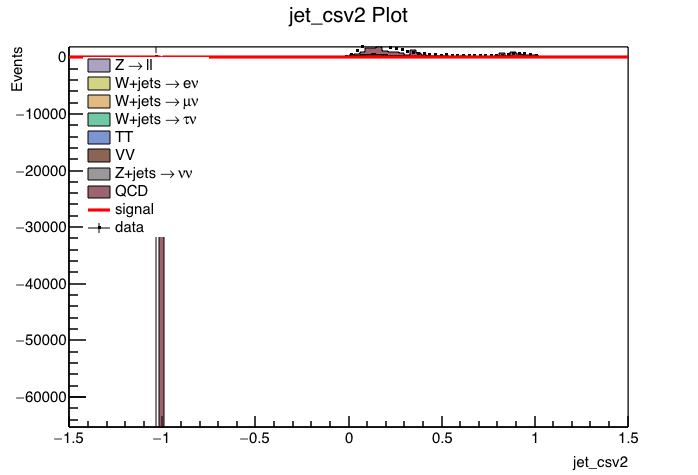 jet_csv2 Plot
Events
0
−10000
−20000
−30000
−40000
−50000
−60000
Z → ll
W+jets → eν
W+jets → μν
W+jets → τν
TT
VV
Z+jets → νν
QCD
signal
data
−1.5 −1 −0.5 0 0.5 1 1.5
jet_csv2